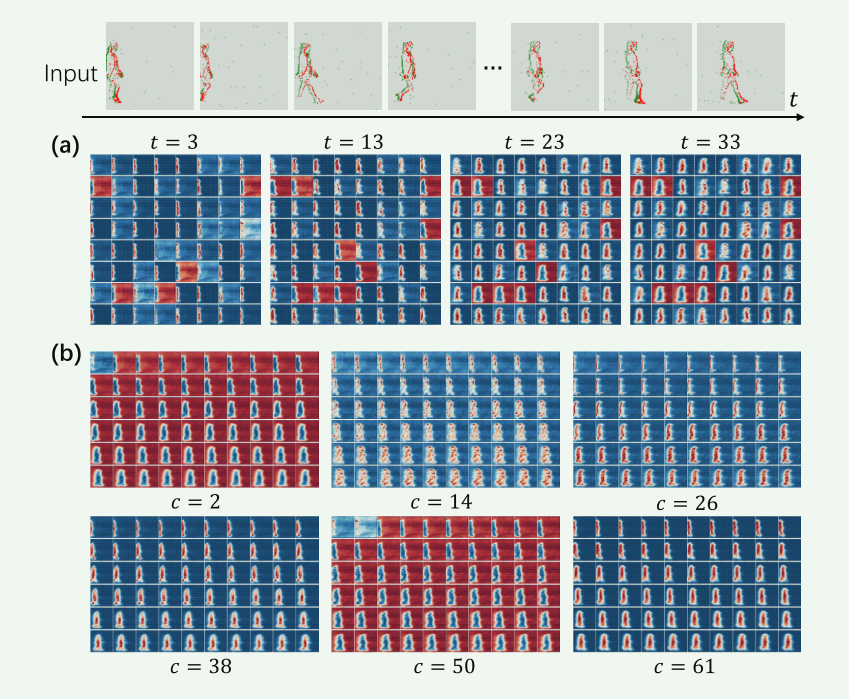 Input
...
t
(a)
t = 3
t = 13
t = 23
t = 33
(b)
c = 2
c = 14
c = 26
c = 38
c = 50
c = 61